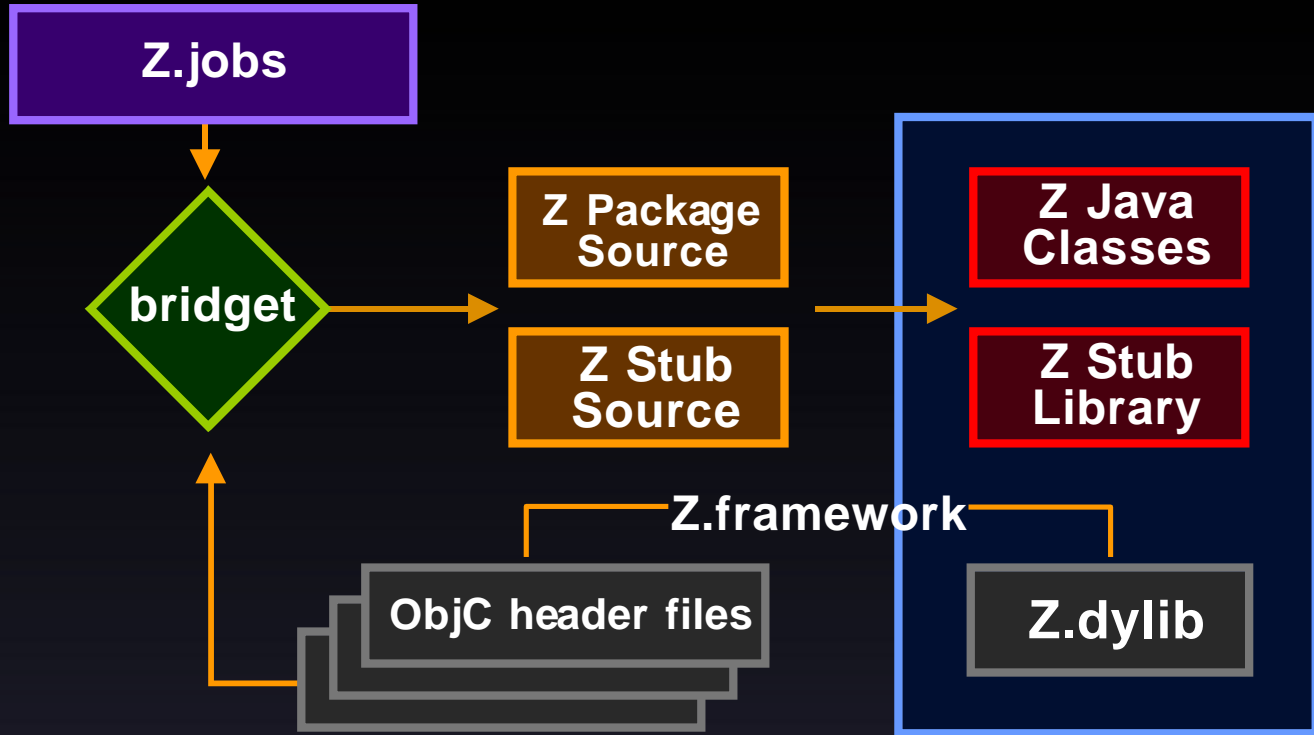 Z.jobs
bridget
Z Package
Source
Z Stub
Source
Z Java
Classes
Z Stub
Library
Z.framework
ObjC header files
Z.dylib